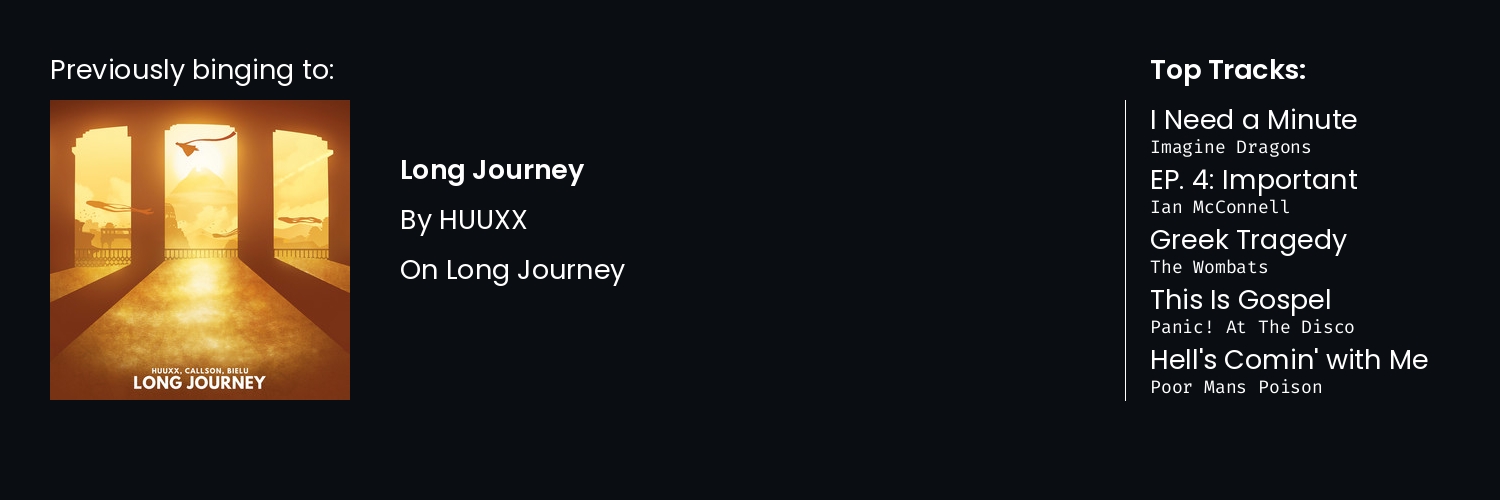 Previously binging to:
HUUXX, CALLSON, BIELU
LONG JOURNEY
Long Journey
By HUUXX
On Long Journey
Top Tracks:
I Need a Minute
Imagine Dragons
EP. 4: Important
Ian McConnell
Greek Tragedy
The Wombats
This Is Gospel
Panic! At The Disco
Hell's Comin' with Me
Poor Mans Poison